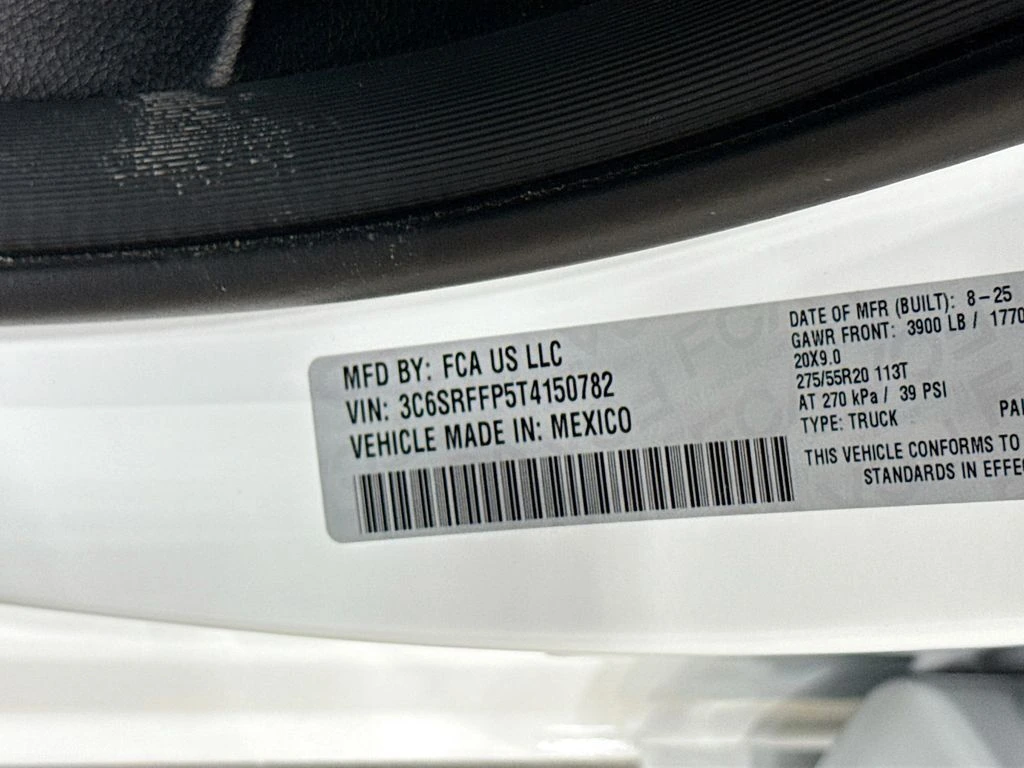 MFD BY: FCA US LLC
VIN: 3C6SRFFP5T4150782
VEHICLE MADE IN: MEXICO
DATE OF MFR (BUILT): 8-25
GAWR FRONT: 3900 LB / 1770
20X9.0
275/55R20 113T
AT 270 kPa / 39 PSI
TYPE: TRUCK
THIS VEHICLE CONFORMS TO
STANDARDS IN